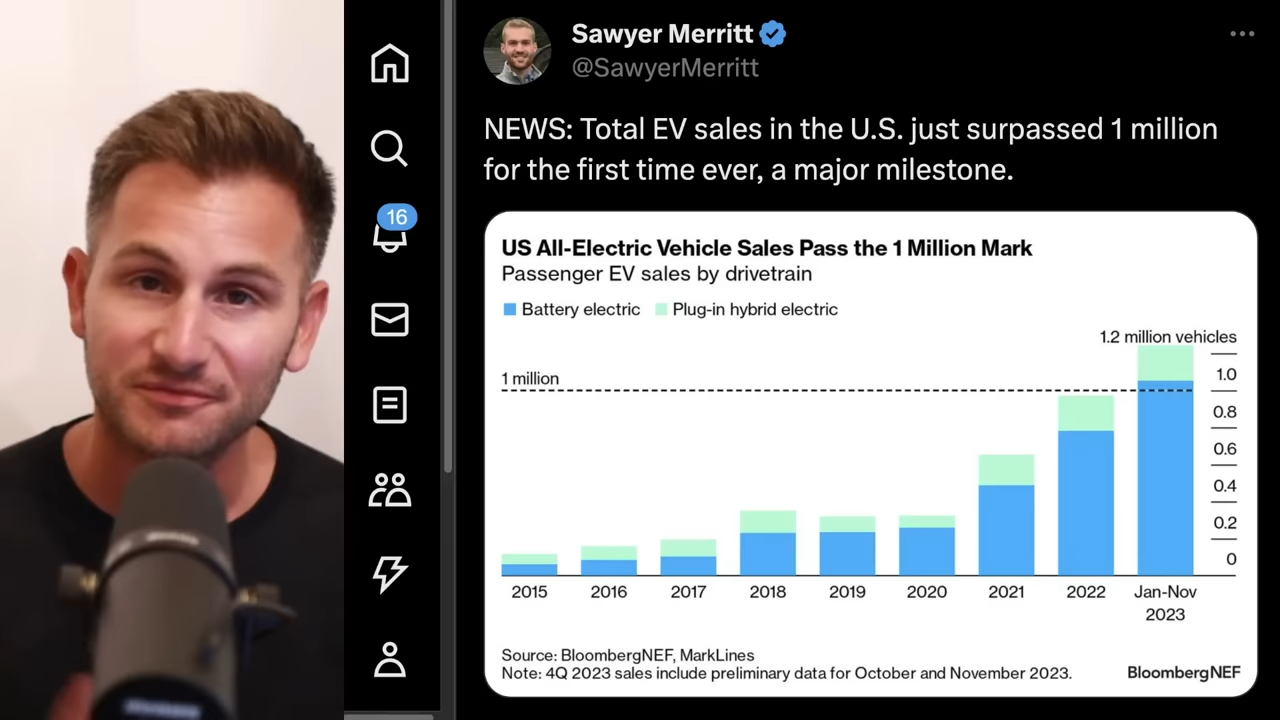 16
Sawyer Merritt
@SawyerMerritt
NEWS: Total EV sales in the U.S. just surpassed 1 million
for the first time ever, a major milestone.
US All-Electric Vehicle Sales Pass the 1 Million Mark
Passenger EV sales by drivetrain
Battery electric Plug-in hybrid electric
1.2 million vehicles
1 million
1.0
0.8
0.6
0.4
0.2
0
2015 2016 2017 2018 2019 2020 2021 2022 Jan-Nov
2023
Source: BloombergNEF, MarkLines
Note: 4Q 2023 sales include preliminary data for October and November 2023.
BloombergNEF